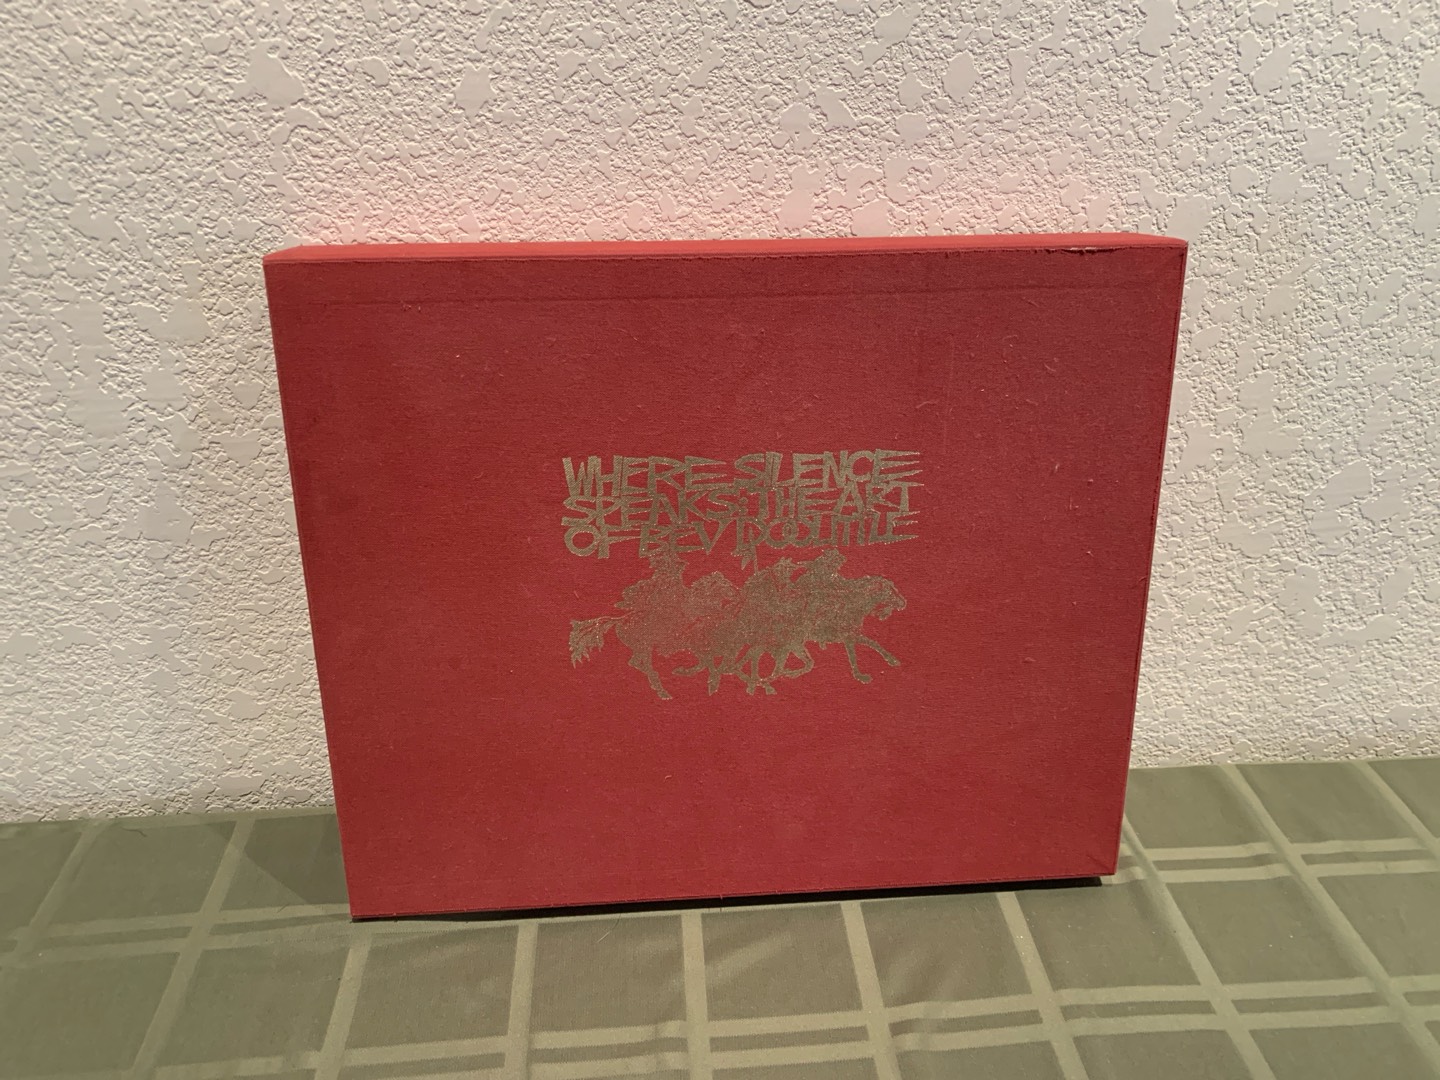 WHERE SILENCE
SPEAKS • THE ART
OF BEV DOOLITTLE